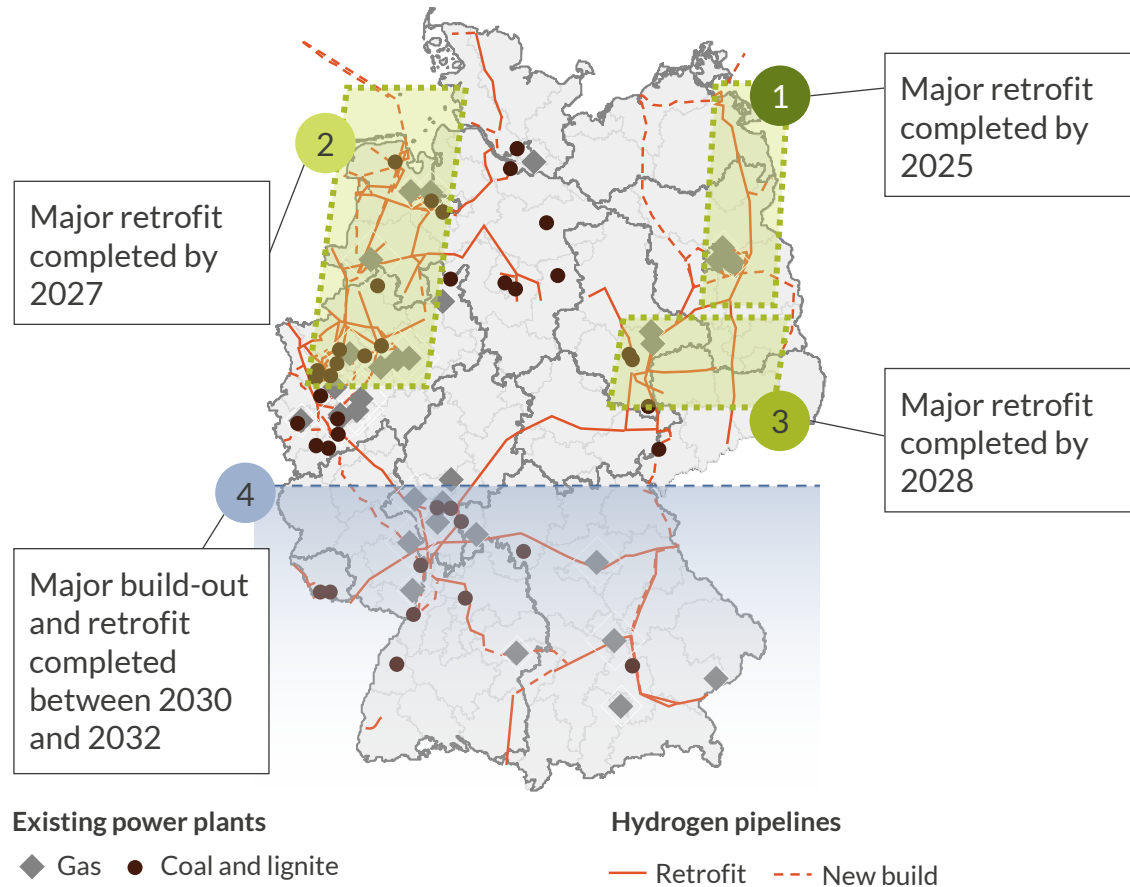 1
Major retrofit
completed by
2025
2
Major retrofit
completed by
2027
3
Major retrofit
completed by
2028
4
Major build-out
and retrofit
completed
between 2030
and 2032
Existing power plants
Gas
Coal and lignite
Hydrogen pipelines
Retrofit
New build